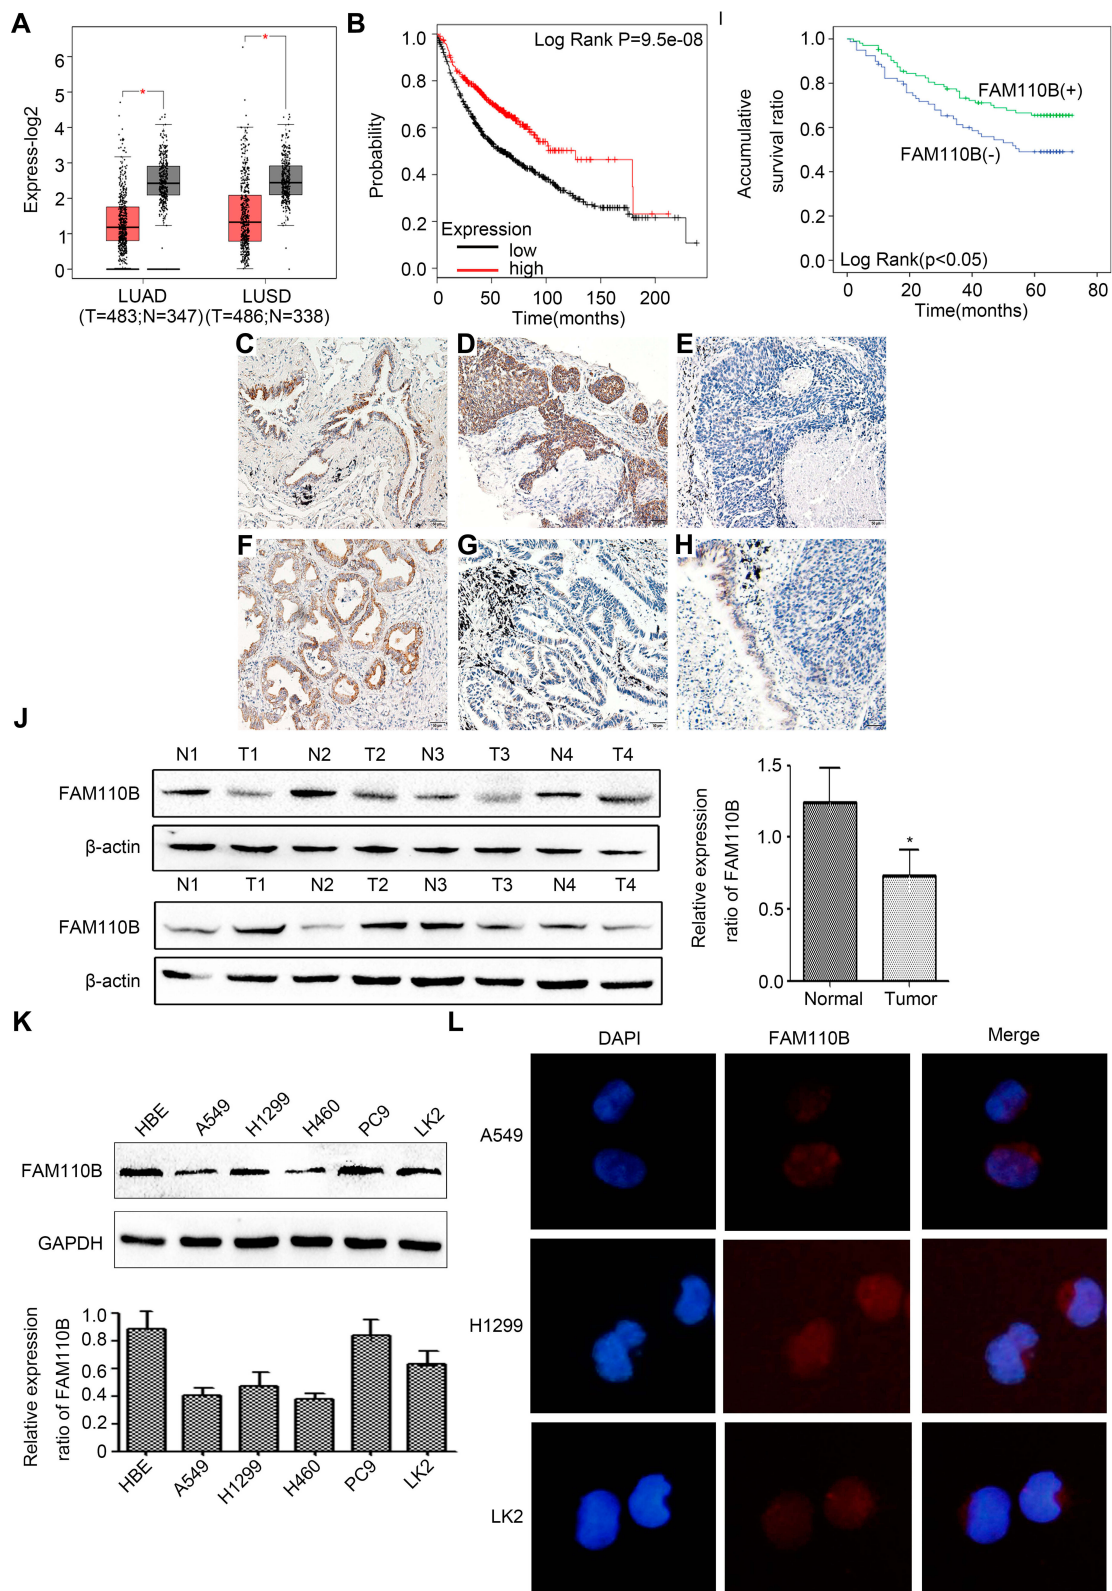 A
Express-log2
6
5
4
3
2
1
0
*
*
LUAD
LUSD
(T=483;N=347)
(T=486;N=338)
B
Log Rank P=9.5e-08
Probability
1.0
0.8
0.6
0.4
0.2
0.0
Expression
low
high
0
50
100
150
200
Time(months)
I
Accumulative
survival ratio
1.0
0.8
0.6
0.4
0.2
0.0
FAM110B(+)
FAM110B(-)
Log Rank(p<0.05)
0
20
40
60
80
Time(months)
C
D
E
F
G
H
J
N1 T1 N2 T2 N3 T3 N4 T4
FAM110B
β-actin
N1 T1 N2 T2 N3 T3 N4 T4
FAM110B
β-actin
Relative expression
ratio of FAM110B
1.5
1.0
0.5
0.0
*
Normal
Tumor
K
HBE A549 H1299 H460 PC9 LK2
FAM110B
GAPDH
Relative expression
ratio of FAM110B
1.0
0.8
0.6
0.4
0.2
0
HBE A549 H1299 H460 PC9 LK2
L
DAPI
FAM110B
Merge
A549
H1299
LK2